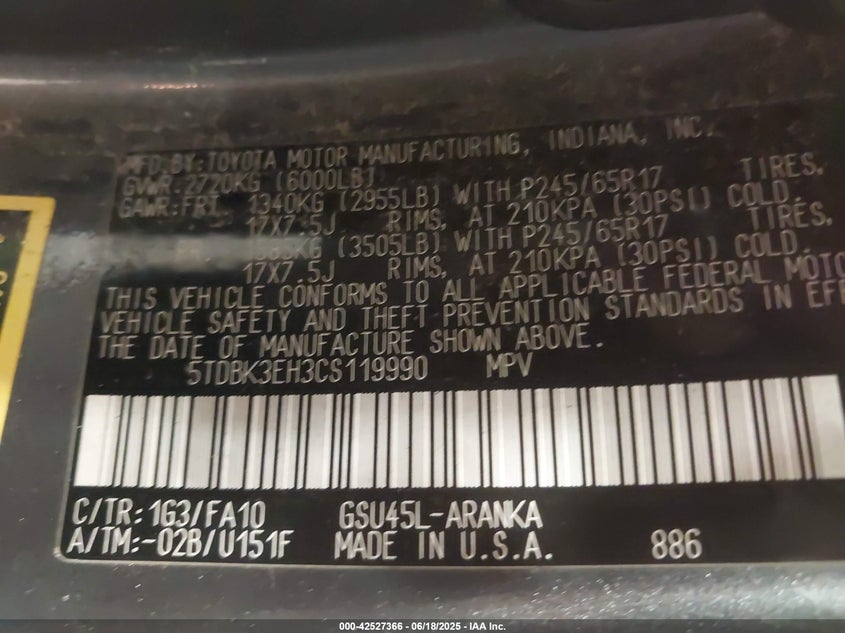 MFD.BY:TOYOTA MOTOR MANUFACTURING, INDIANA, INC.
GVWR:2720KG (6000LB)
GAWR:FRT. 1340KG (2955LB) WITH P245/65R17 TIRES,
17X7.5J RIMS, AT 210KPA (30PSI) COLD.
(3505LB) WITH P245/65R17 TIRES,
17X7.5J RIMS, AT 210KPA (30PSI) COLD.
THIS VEHICLE CONFORMS TO ALL APPLICABLE FEDERAL MOTO
VEHICLE SAFETY AND THEFT PREVENTION STANDARDS IN EFF
THE DATE OF MANUFACTURE SHOWN ABOVE.
5TDBK3EH3CS119990 MPV
C/TR:1G3/FA10 GSU45L-ARANKA
A/TM:-02B/U151F MADE IN U.S.A. 886
000-42527366 | 06/18/2025 | IAA Inc.